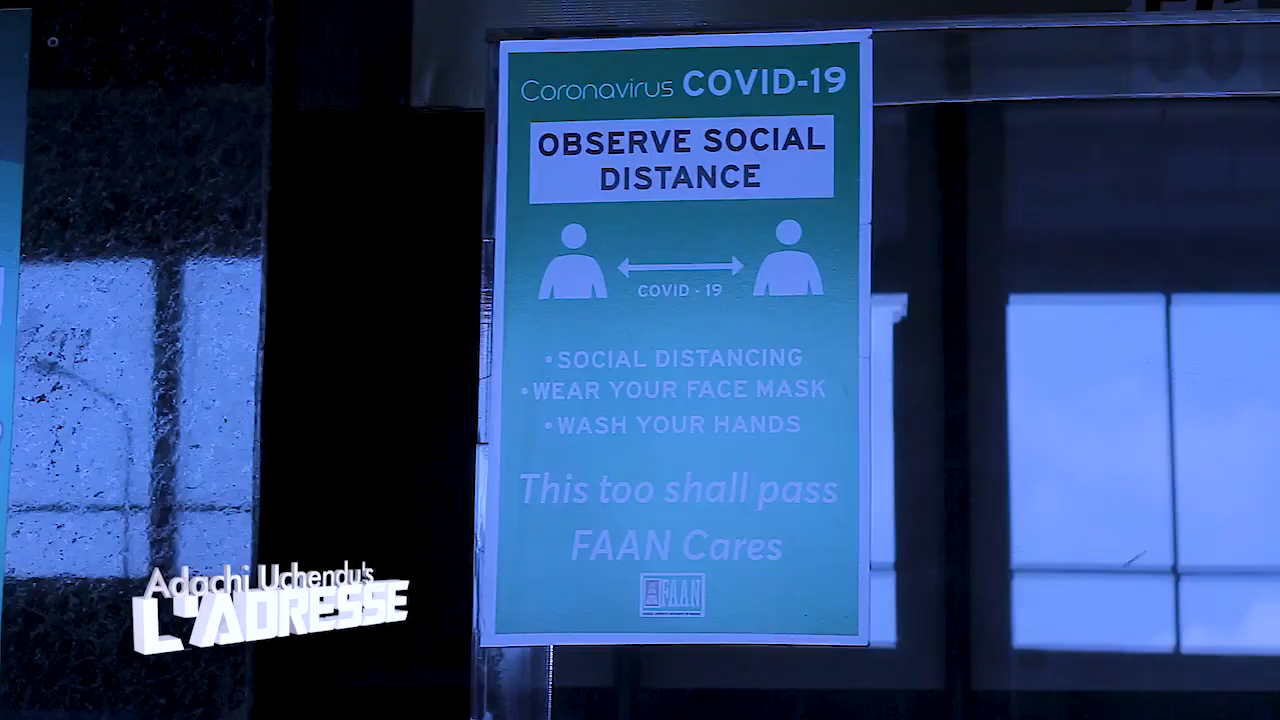 Coronavirus COVID-19
OBSERVE SOCIAL
DISTANCE
COVID - 19
•SOCIAL DISTANCING
•WEAR YOUR FACE MASK
•WASH YOUR HANDS
This too shall pass
FAAN Cares
FAAN
Adachi Uchendu's
L'ADRESSE